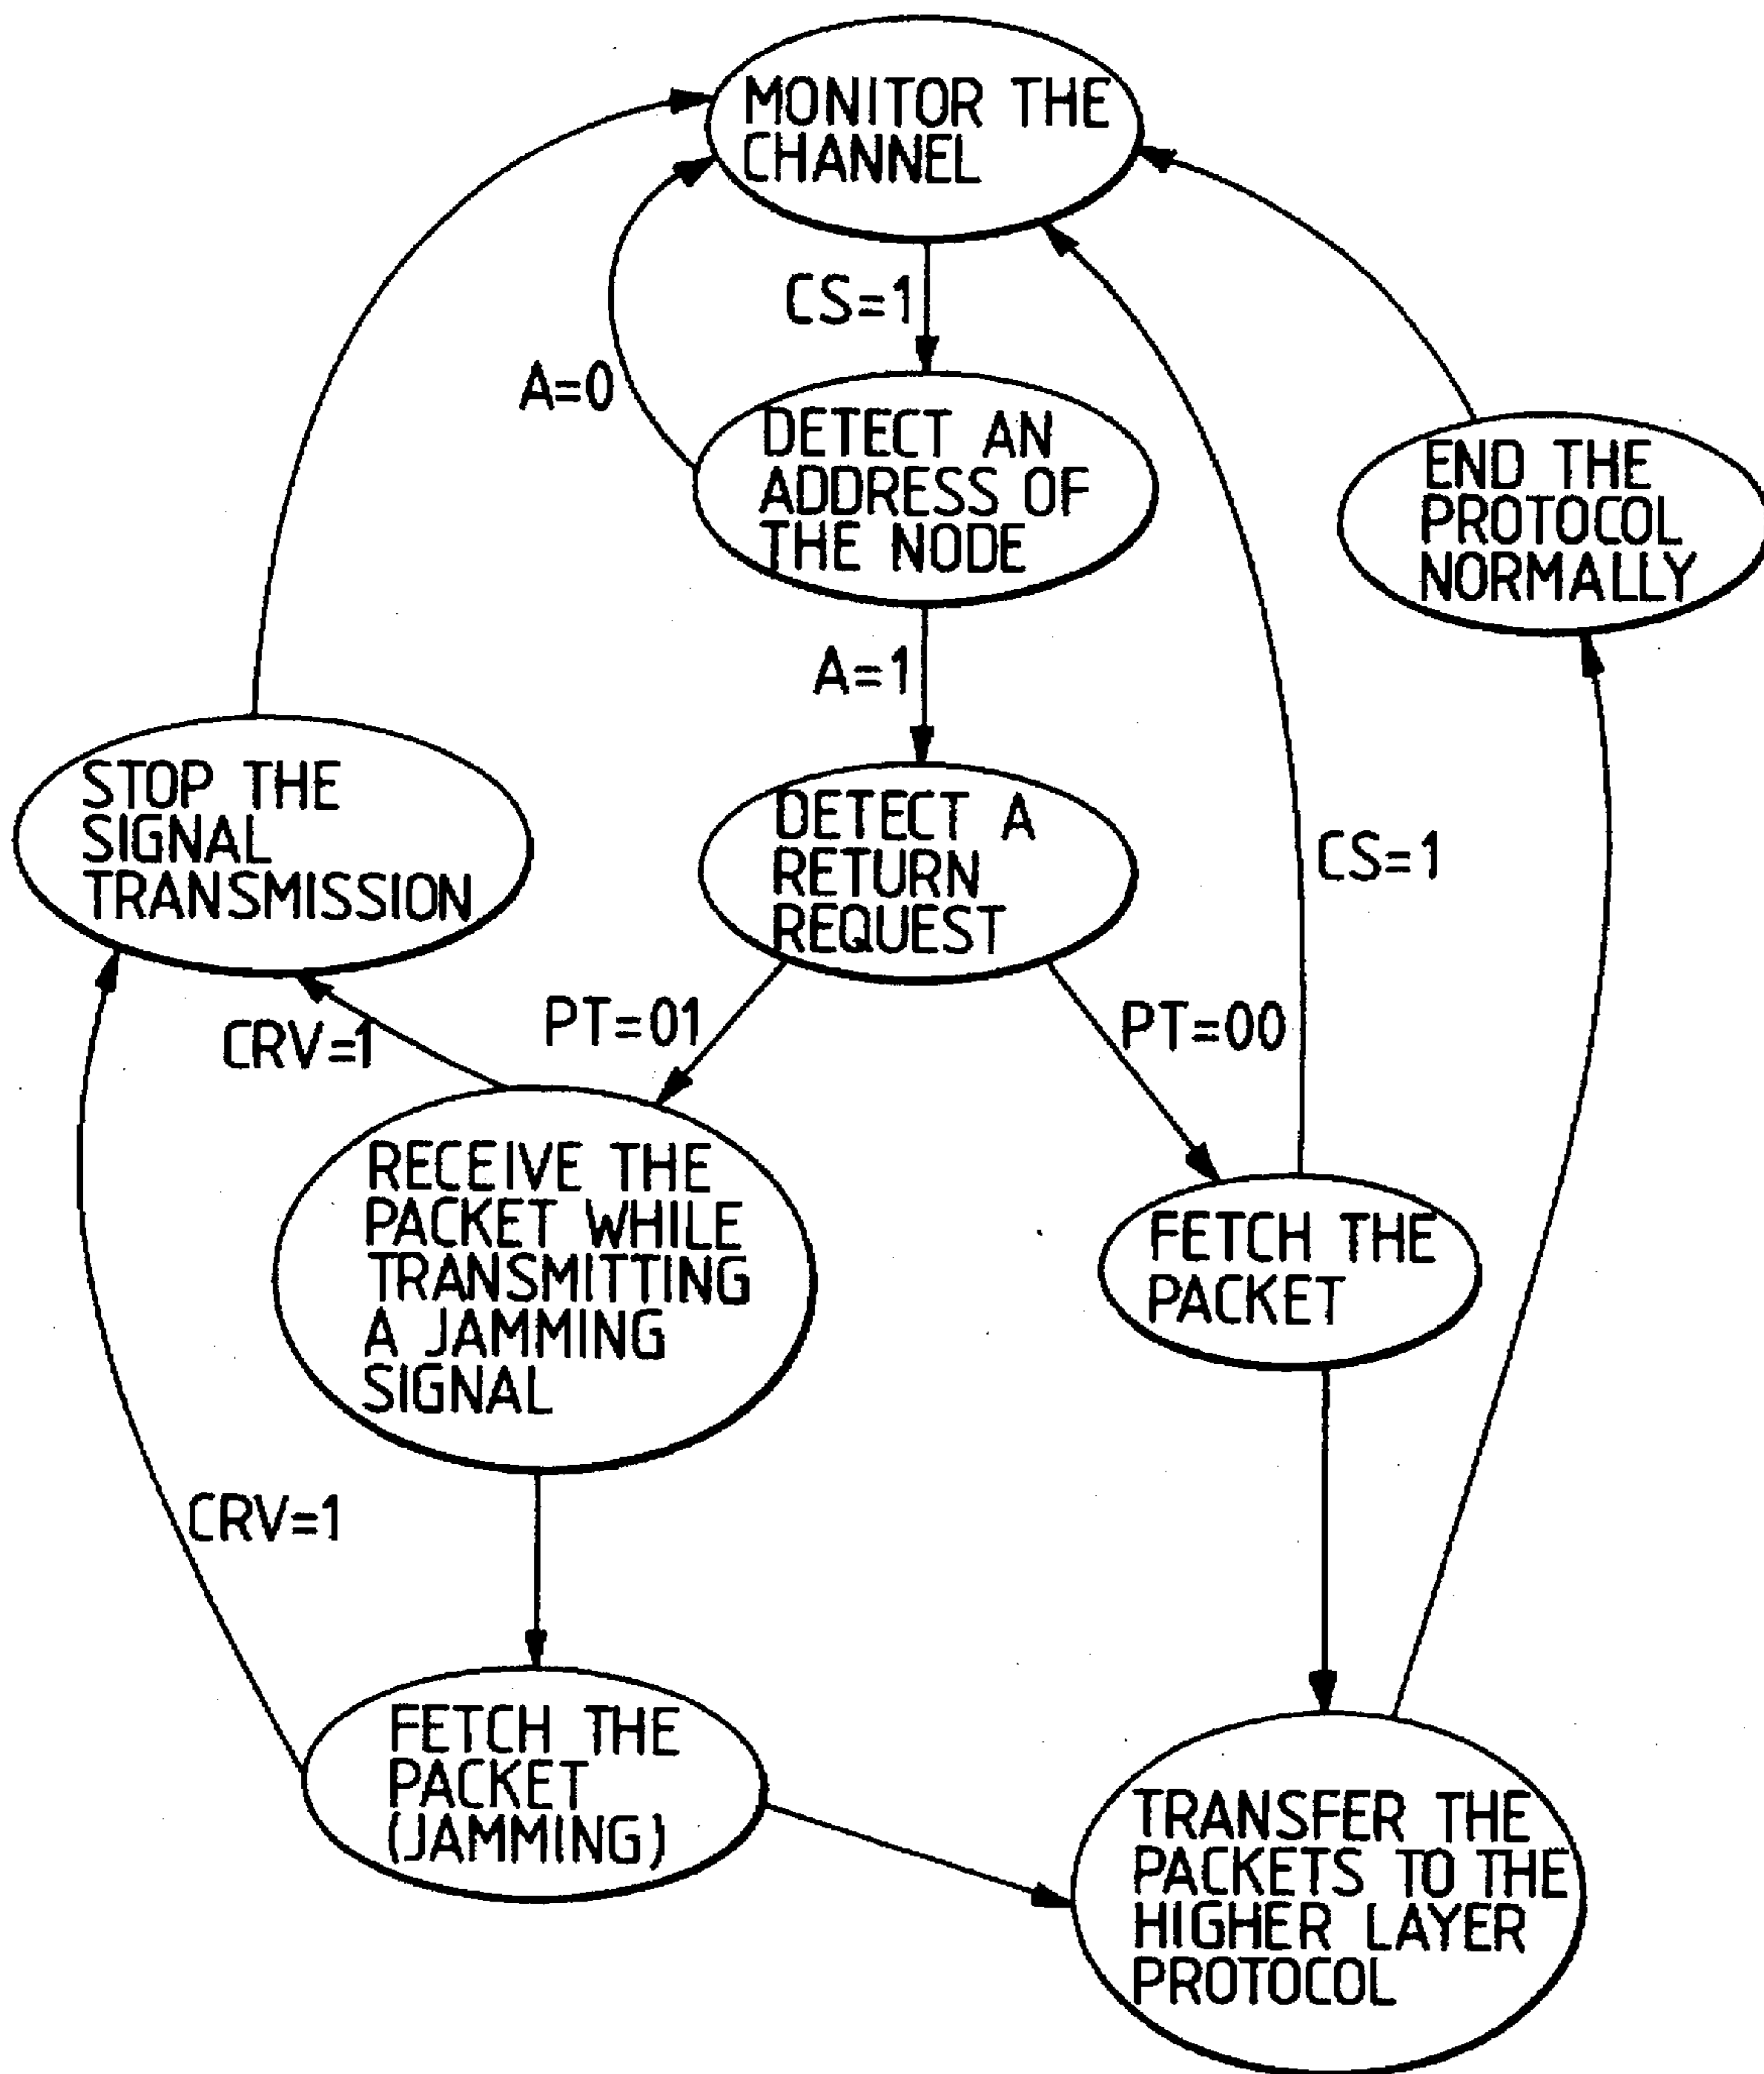 MONITOR THE
CHANNEL
CS=1
A=0
DETECT AN
ADDRESS OF
THE NODE
END THE
PROTOCOL
NORMALLY
A=1
STOP THE
SIGNAL
TRANSMISSION
DETECT A
RETURN
REQUEST
CS=1
CRV=1
PT=01
PT=00
RECEIVE THE
PACKET WHILE
TRANSMITTING
A JAMMING
SIGNAL
FETCH THE
PACKET
CRV=1
FETCH THE
PACKET
(JAMMING)
TRANSFER THE
PACKETS TO THE
HIGHER LAYER
PROTOCOL